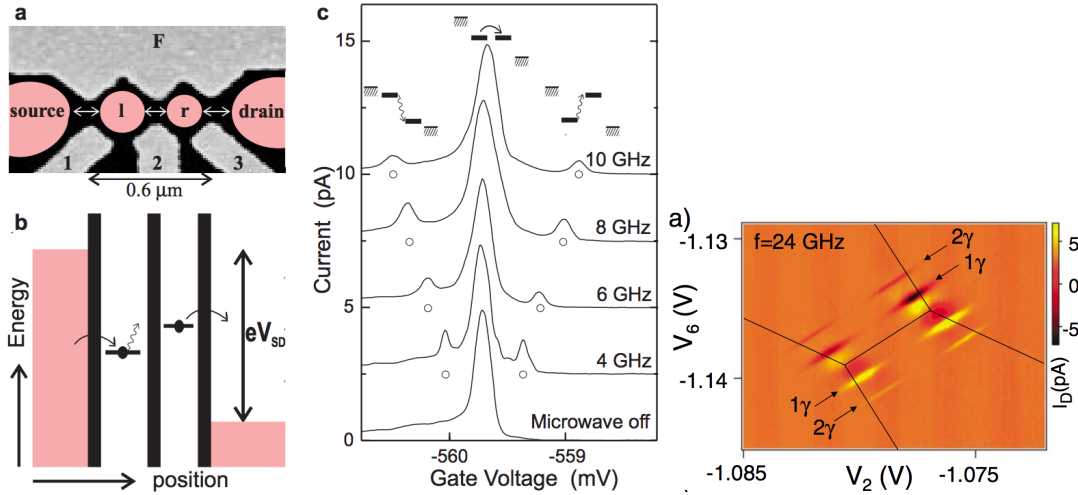 a
F
source
l
r
drain
1
2
3
0.6 μm
b
Energy
eV_SD
position
c
Current (pA)
15
10
5
0
10 GHz
8 GHz
6 GHz
4 GHz
Microwave off
-560
-559
Gate Voltage (mV)
a)
f=24 GHz
2γ
1γ
1γ
2γ
-1.13
-1.14
V_6 (V)
-1.085
-1.075
V_2 (V)
5
0
-5
I_D(pA)